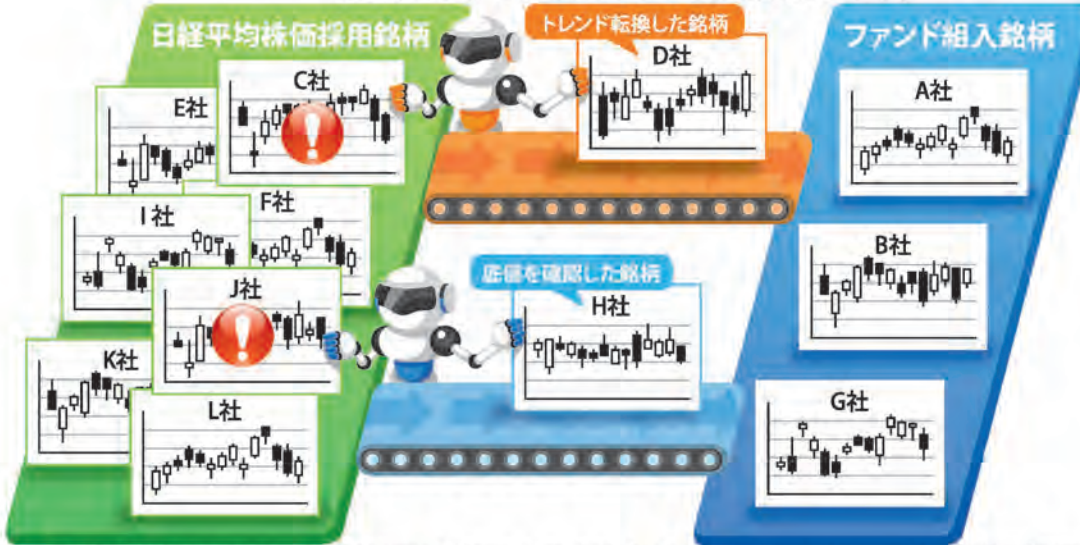 日経平均株価採用銘柄
トレンド転換した銘柄
ファンド組入銘柄
C社
D社
A社
E社
I社
F社
B社
J社
底値を確認した銘柄
H社
K社
L社
G社